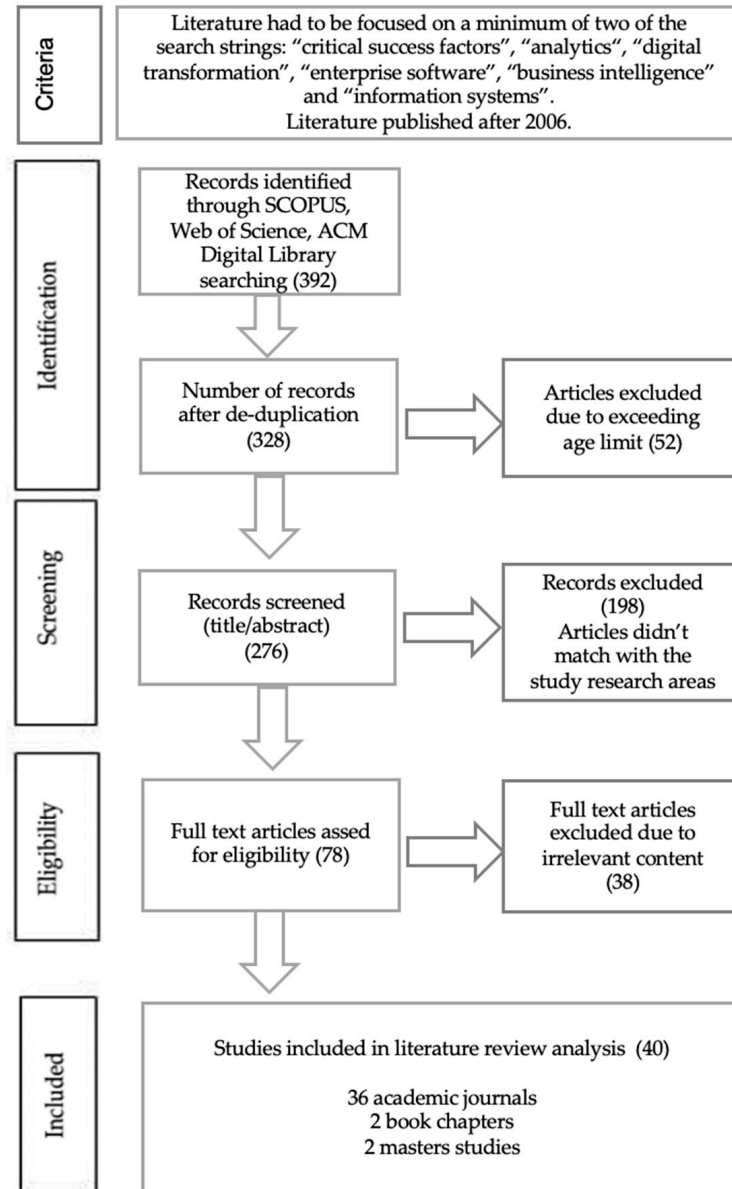 Criteria
Literature had to be focused on a minimum of two of the
search strings: “critical success factors”, “analytics”, “digital
transformation”, “enterprise software”, “business intelligence”
and “information systems”.
Literature published after 2006.
Identification
Records identified
through SCOPUS,
Web of Science, ACM
Digital Library
searching (392)
Number of records
after de-duplication
(328)
Articles excluded
due to exceeding
age limit (52)
Screening
Records screened
(title/abstract)
(276)
Records excluded
(198)
Articles didn’t
match with the
study research areas
Eligibility
Full text articles assed
for eligibility (78)
Full text articles
excluded due to
irrelevant content
(38)
Included
Studies included in literature review analysis (40)
36 academic journals
2 book chapters
2 masters studies